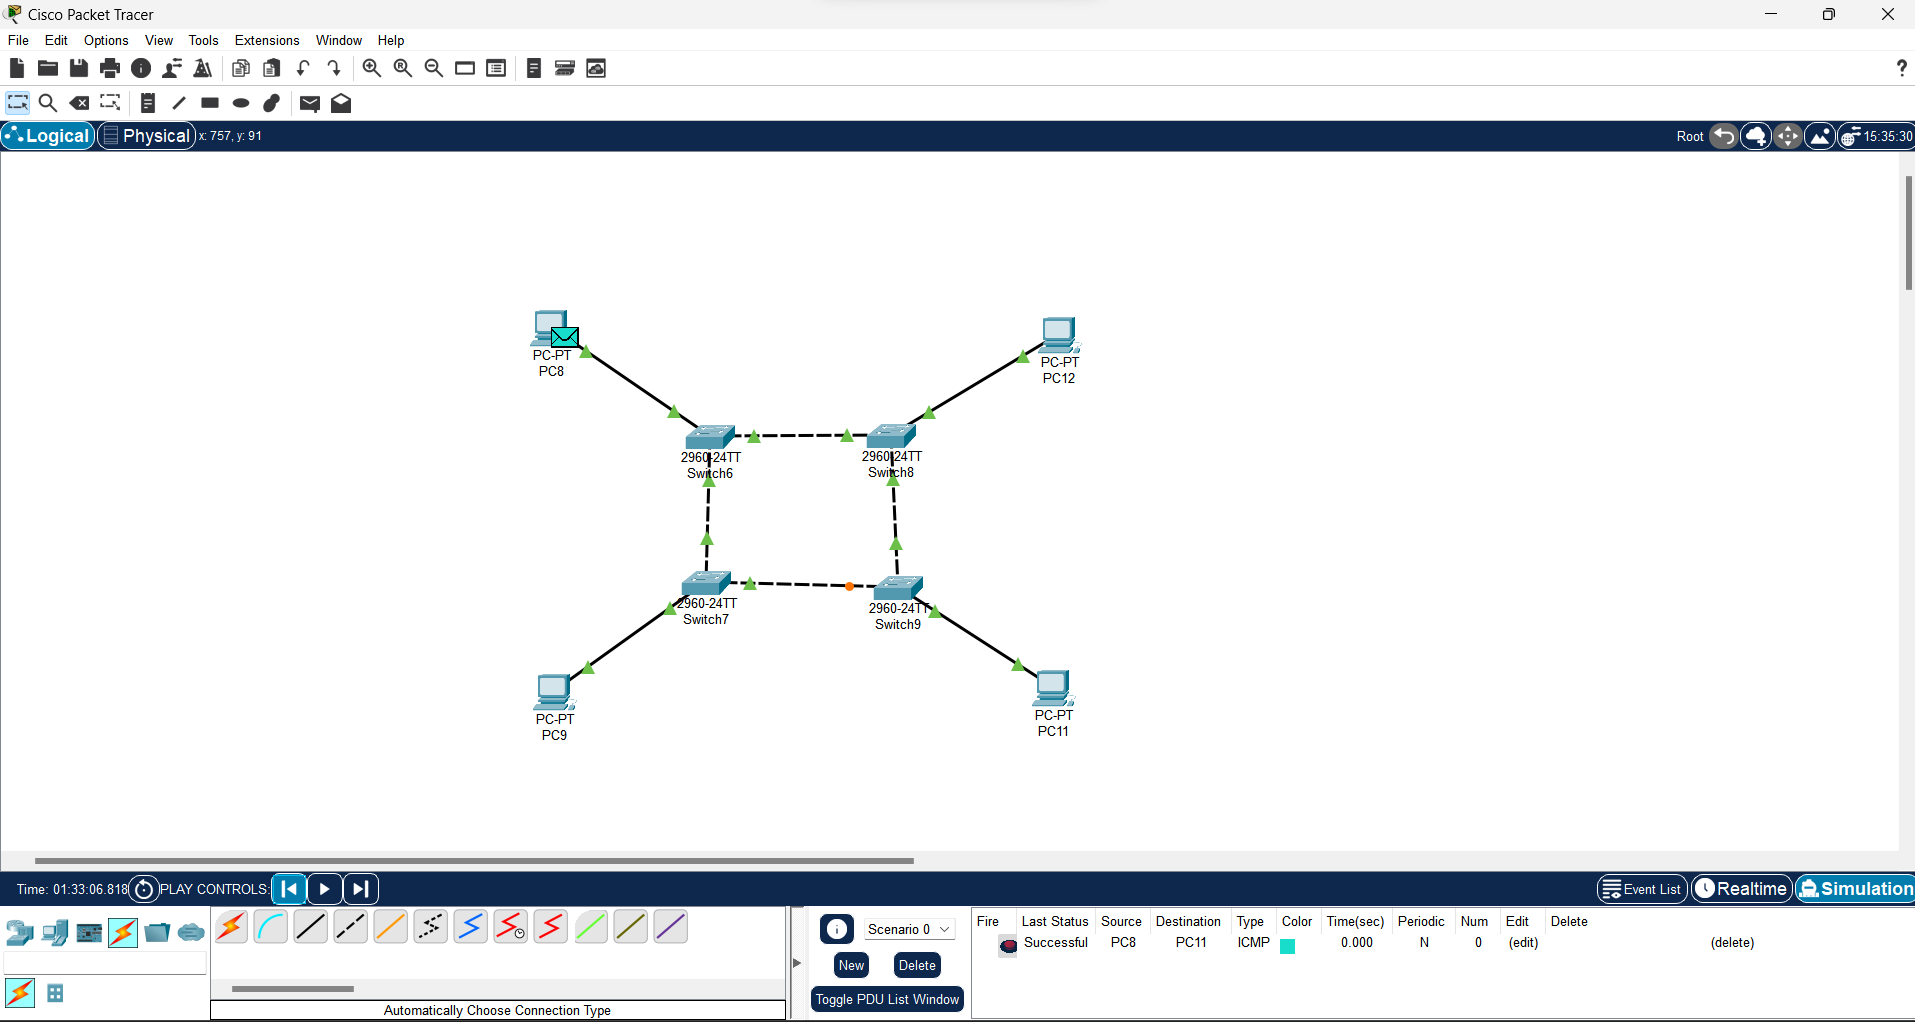 Cisco Packet Tracer
File Edit Options View Tools Extensions Window Help
Logical Physical x: 757, y: 91 Root 15:35:30
PC-PT
PC8
PC-PT
PC12
2960-24TT
Switch6
2960-24TT
Switch8
2960-24TT
Switch7
2960-24TT
Switch9
PC-PT
PC9
PC-PT
PC11
Time: 01:33:06.818 PLAY CONTROLS: Event List Realtime Simulation
Scenario 0
New Delete
Toggle PDU List Window
Fire Last Status Source Destination Type Color Time(sec) Periodic Num Edit Delete
Successful PC8 PC11 ICMP 0.000 N 0 (edit) (delete)
Automatically Choose Connection Type